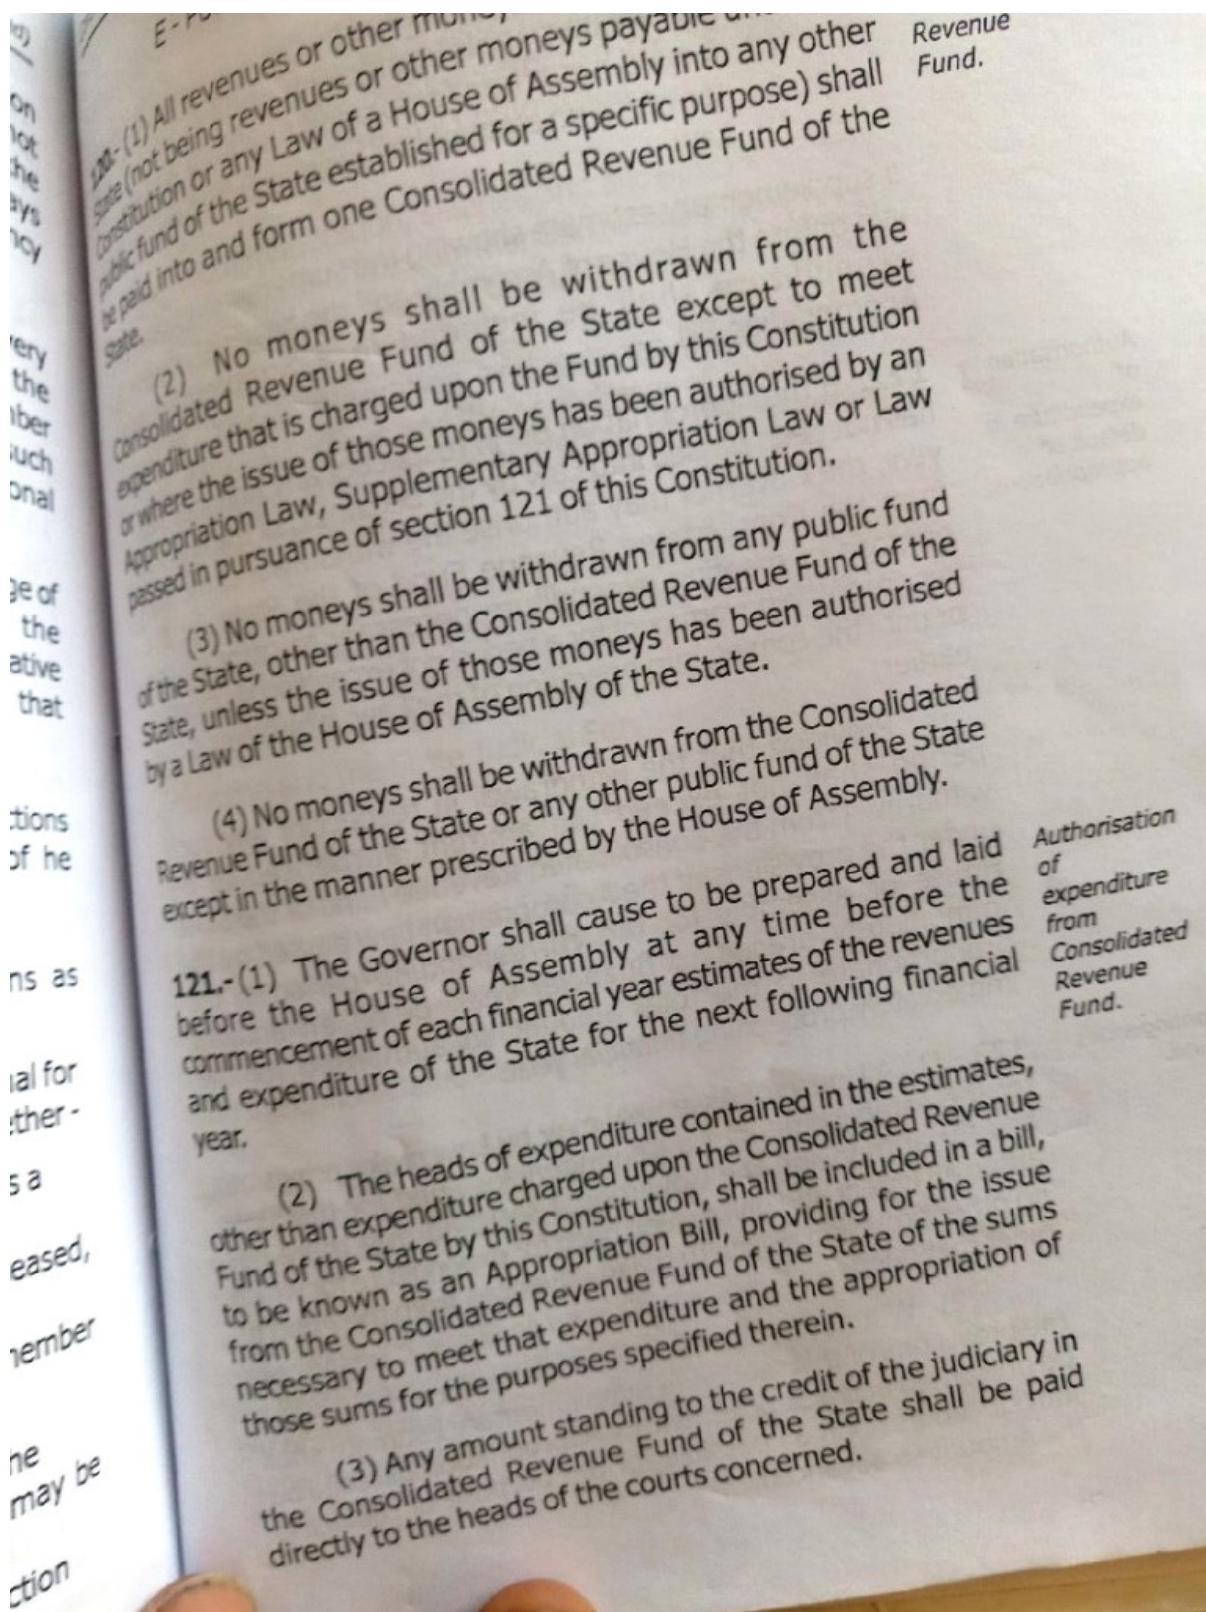 120.-(1) All revenues or other
State (not being revenues or other moneys payable
Constitution or any Law of a House of Assembly into any other
public fund of the State established for a specific purpose) shall
be paid into and form one Consolidated Revenue Fund of the
State.
Revenue
Fund.
(2) No moneys shall be withdrawn from the
Consolidated Revenue Fund of the State except to meet
expenditure that is charged upon the Fund by this Constitution
or where the issue of those moneys has been authorised by an
Appropriation Law, Supplementary Appropriation Law or Law
passed in pursuance of section 121 of this Constitution.
(3) No moneys shall be withdrawn from any public fund
of the State, other than the Consolidated Revenue Fund of the
State, unless the issue of those moneys has been authorised
by a Law of the House of Assembly of the State.
(4) No moneys shall be withdrawn from the Consolidated
Revenue Fund of the State or any other public fund of the State
except in the manner prescribed by the House of Assembly.
121.-(1) The Governor shall cause to be prepared and laid
before the House of Assembly at any time before the
commencement of each financial year estimates of the revenues
and expenditure of the State for the next following financial
year.
Authorisation
of
expenditure
from
Consolidated
Revenue
Fund.
(2) The heads of expenditure contained in the estimates,
other than expenditure charged upon the Consolidated Revenue
Fund of the State by this Constitution, shall be included in a bill,
to be known as an Appropriation Bill, providing for the issue
from the Consolidated Revenue Fund of the State of the sums
necessary to meet that expenditure and the appropriation of
those sums for the purposes specified therein.
(3) Any amount standing to the credit of the judiciary in
the Consolidated Revenue Fund of the State shall be paid
directly to the heads of the courts concerned.